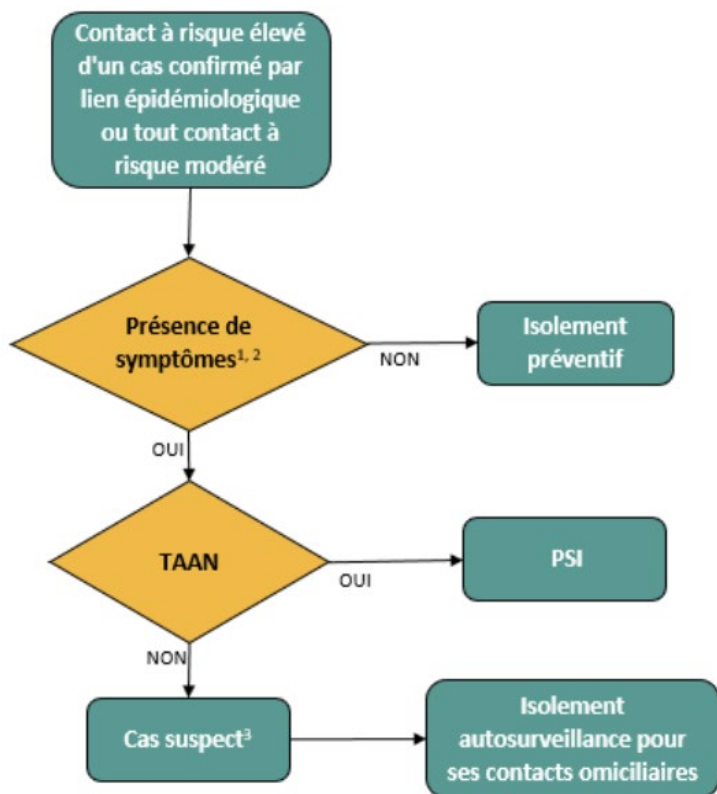 Contact à risque élevé
d'un cas confirmé par
lien épidémiologique
ou tout contact à
risque modéré
Présence de
symptômes¹, ²
NON
Isolement
préventif
OUI
TAAN
OUI
PSI
NON
Cas suspect³
Isolement
autosurveillance pour
ses contacts omiciliaires